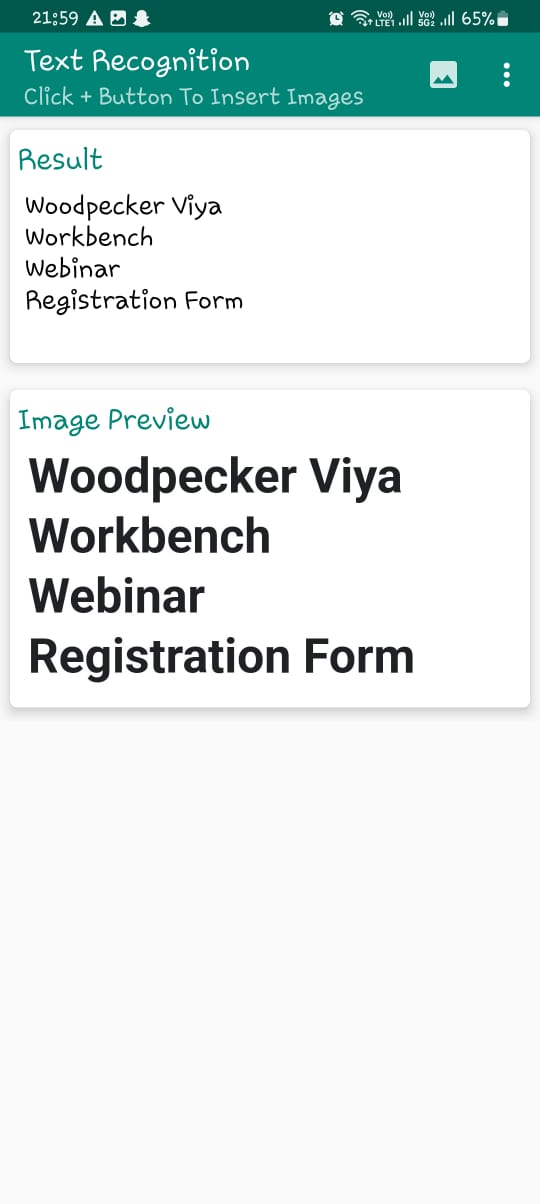 21:59 Vo)) LTE1 Vo)) 5G2 65%
Text Recognition
Click + Button To Insert Images
Result
Woodpecker Viya
Workbench
Webinar
Registration Form
Image Preview
Woodpecker Viya
Workbench
Webinar
Registration Form